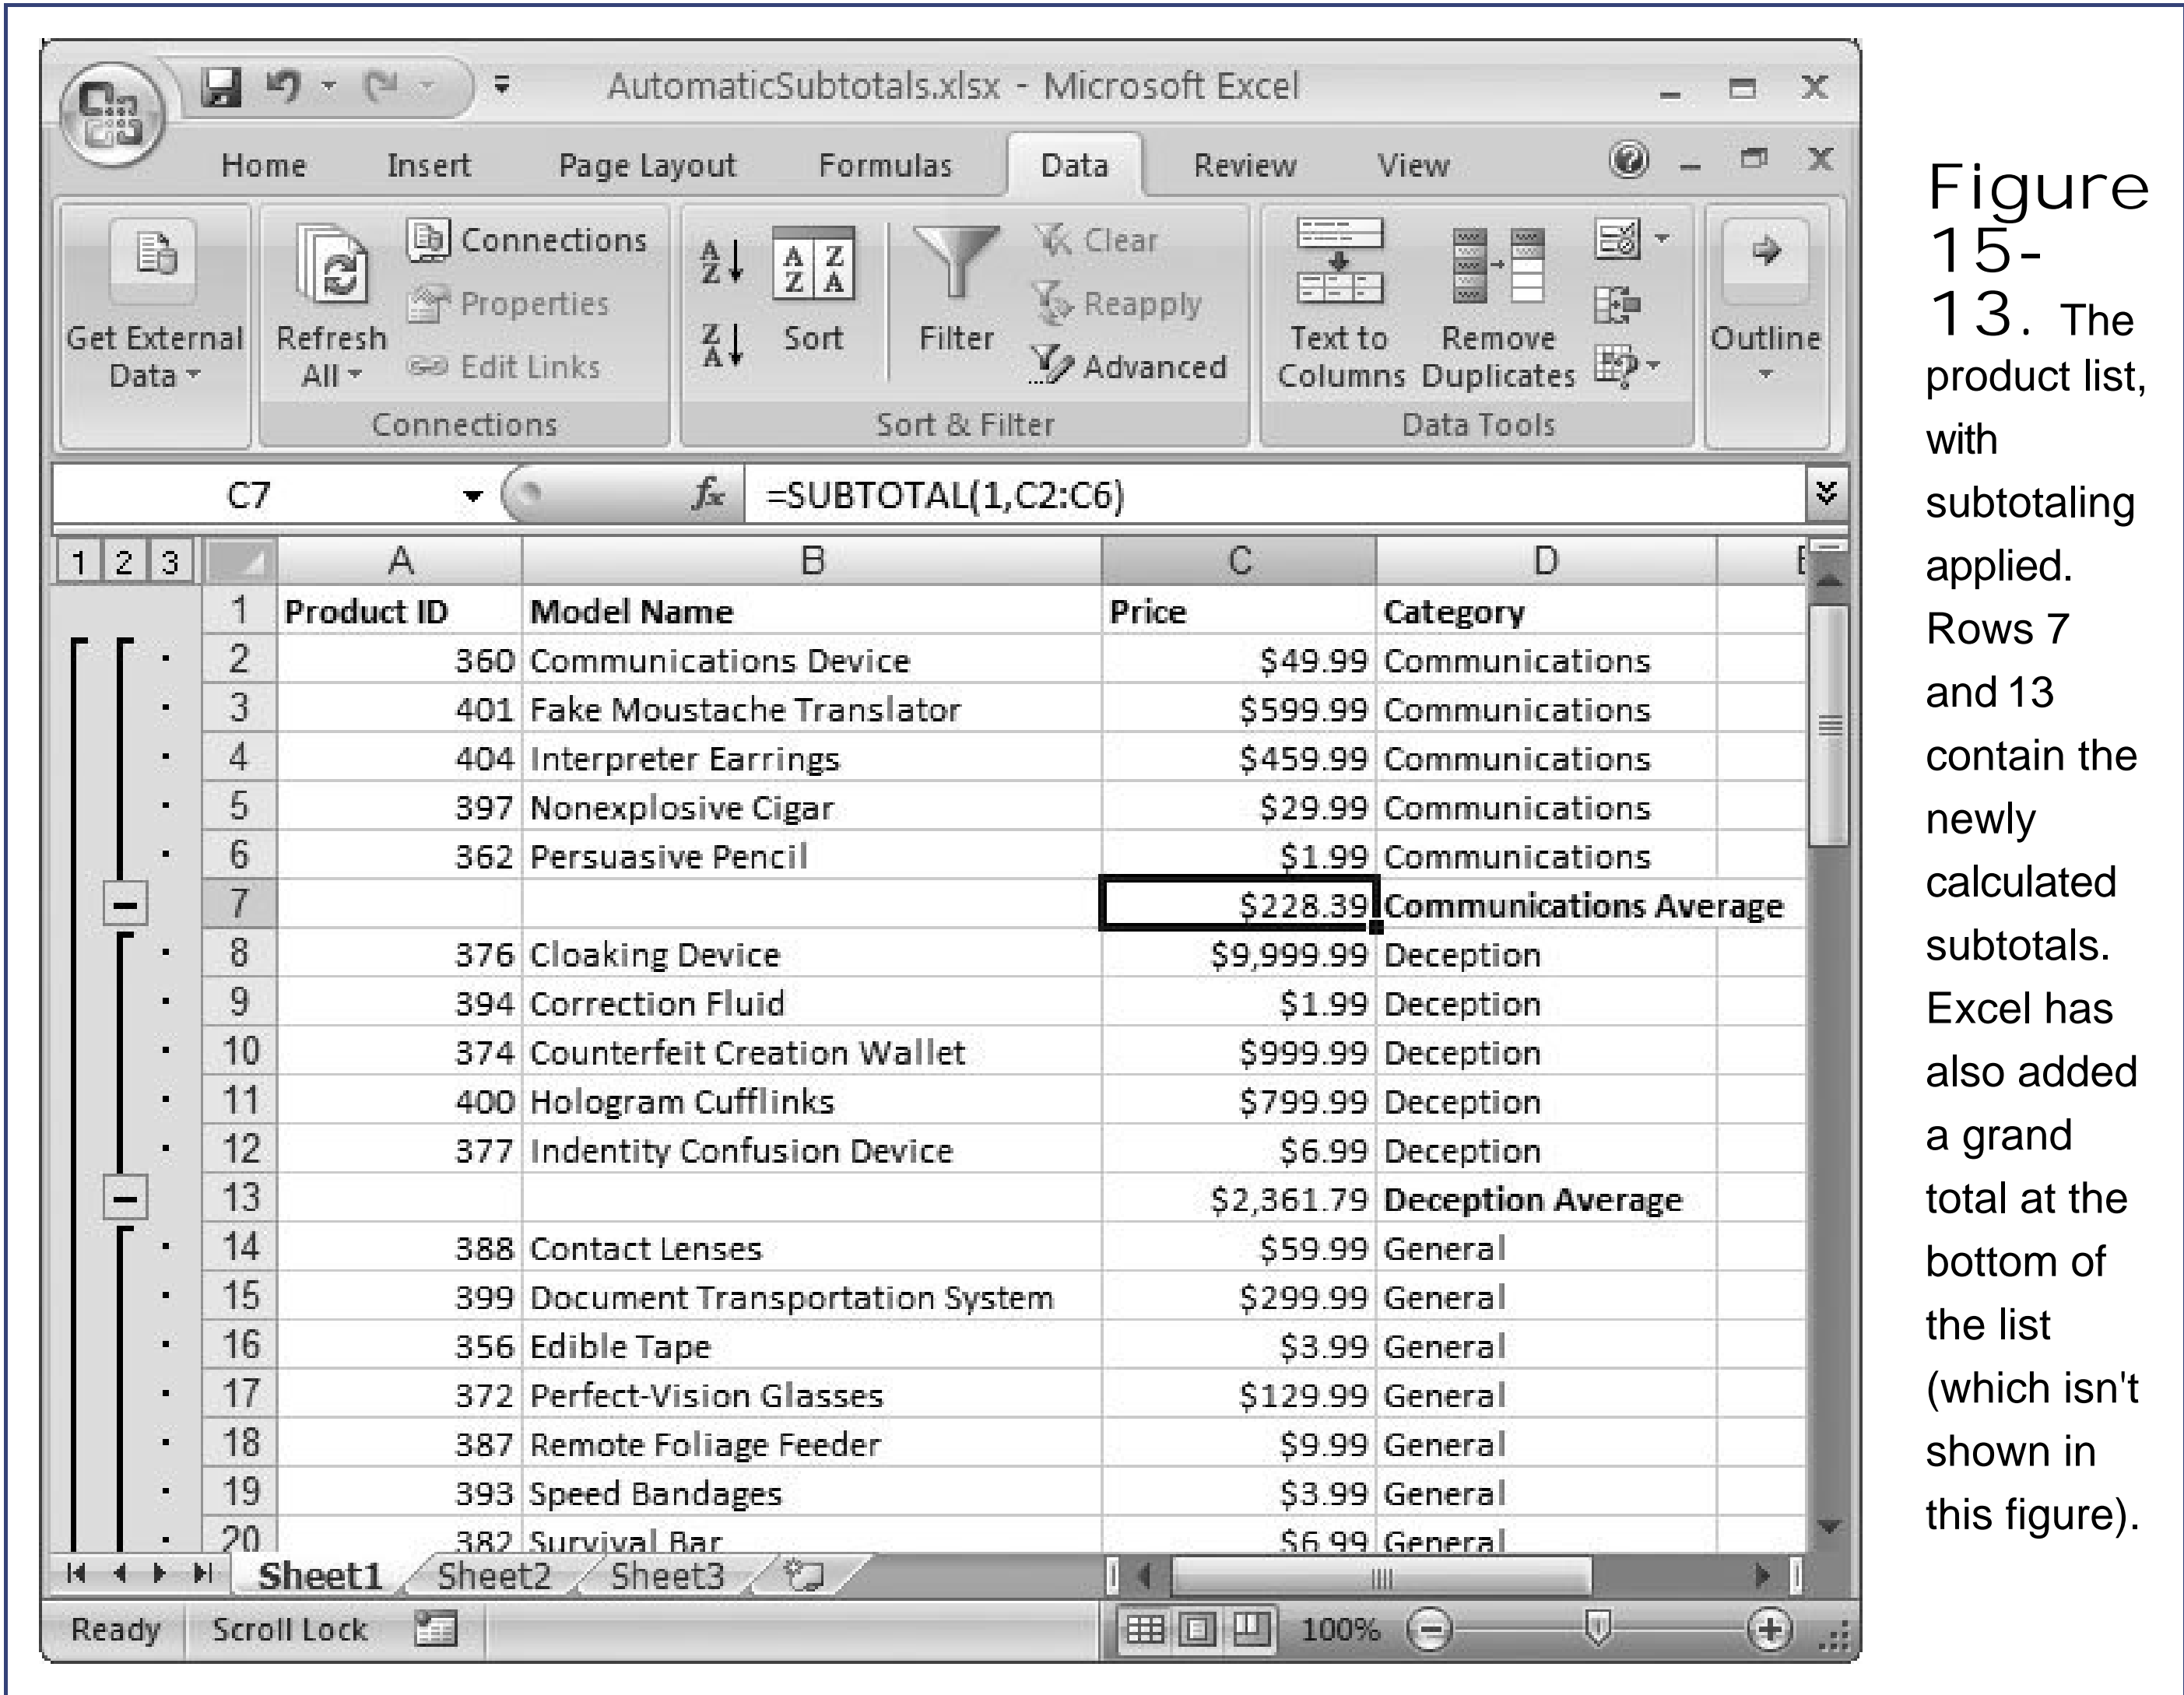 AutomaticSubtotals.xlsx - Microsoft Excel
Home Insert Page Layout Formulas Data Review View
Get External Data
Refresh All
Connections
Properties
Edit Links
Connections
A Z
Z A
A Z Z A
Sort
Filter
Clear
Reapply
Advanced
Sort & Filter
Text to Columns
Remove Duplicates
Data Tools
Outline
C7 fx =SUBTOTAL(1,C2:C6)
1 2 3 A B C D
1 Product ID Model Name Price Category
2 360 Communications Device $49.99 Communications
3 401 Fake Moustache Translator $599.99 Communications
4 404 Interpreter Earrings $459.99 Communications
5 397 Nonexplosive Cigar $29.99 Communications
6 362 Persuasive Pencil $1.99 Communications
7 $228.39 Communications Average
8 376 Cloaking Device $9,999.99 Deception
9 394 Correction Fluid $1.99 Deception
10 374 Counterfeit Creation Wallet $999.99 Deception
11 400 Hologram Cufflinks $799.99 Deception
12 377 Indentity Confusion Device $6.99 Deception
13 $2,361.79 Deception Average
14 388 Contact Lenses $59.99 General
15 399 Document Transportation System $299.99 General
16 356 Edible Tape $3.99 General
17 372 Perfect-Vision Glasses $129.99 General
18 387 Remote Foliage Feeder $9.99 General
19 393 Speed Bandages $3.99 General
20 382 Survival Bar $6.99 General
Sheet1 Sheet2 Sheet3
Ready Scroll Lock 100%
Figure
15-
13. The
product list,
with
subtotaling
applied.
Rows 7
and 13
contain the
newly
calculated
subtotals.
Excel has
also added
a grand
total at the
bottom of
the list
(which isn't
shown in
this figure).